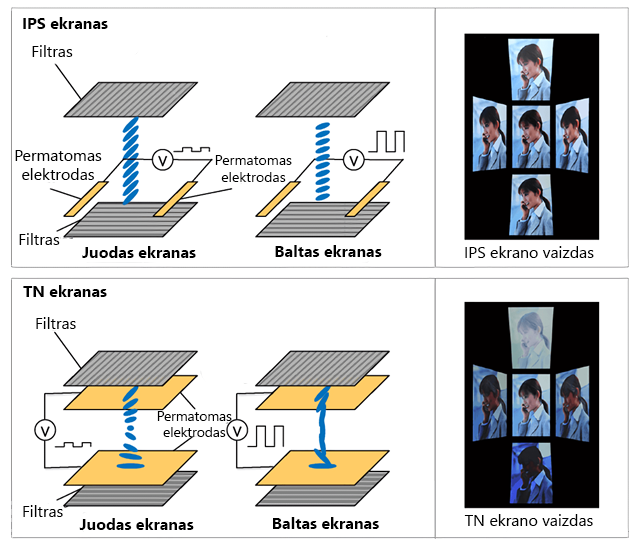 IPS ekranas
Filtras
Permatomas
elektrodas
V
V
Permatomas
elektrodas
Filtras
Juodas ekranas
Baltas ekranas
IPS ekrano vaizdas
TN ekranas
Filtras
V
Permatomas
elektrodas
V
Filtras
Juodas ekranas
Baltas ekranas
TN ekrano vaizdas